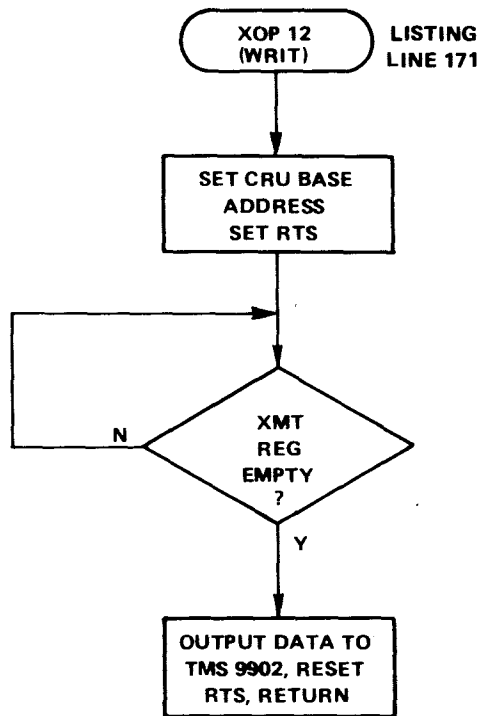 XOP 12
(WRIT)
LISTING
LINE 171
SET CRU BASE
ADDRESS
SET RTS
N
XMT
REG
EMPTY
?
Y
OUTPUT DATA TO
TMS 9902, RESET
RTS, RETURN